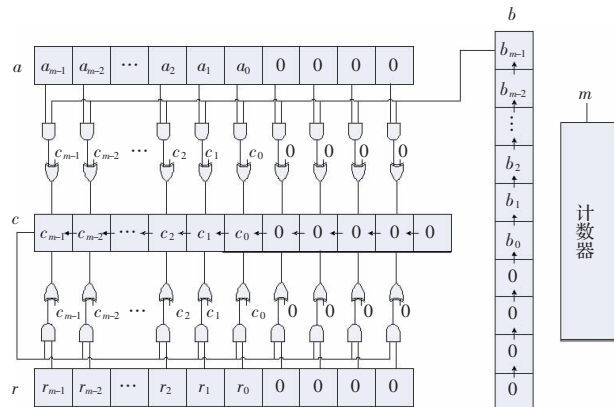 a a_{m-1} a_{m-2} ⋯ a_2 a_1 a_0 0 0 0 0
c_{m-1} c_{m-2} ⋯ c_2 c_1 c_0 0 0 0 0
c c_{m-1} c_{m-2} ⋯ c_2 c_1 c_0 0 0 0 0 0
c_{m-1} c_{m-2} ⋯ c_2 c_1 c_0 0 0 0 0
r r_{m-1} r_{m-2} ⋯ r_2 r_1 r_0 0 0 0 0
b
b_{m-1}
b_{m-2}
⋮
b_2
b_1
b_0
0
0
0
0
m
计数器